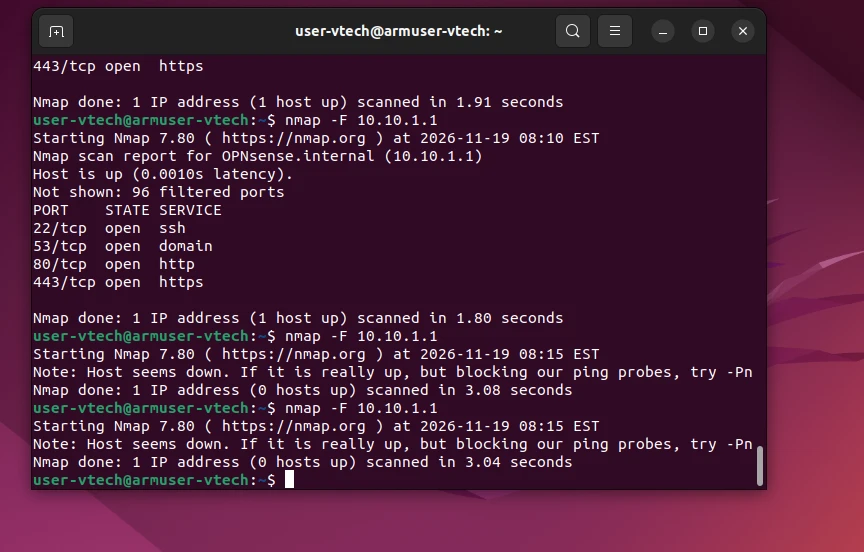 user-vtech@armuser-vtech: ~
443/tcp open  https
Nmap done: 1 IP address (1 host up) scanned in 1.91 seconds
user-vtech@armuser-vtech:~$ nmap -F 10.10.1.1
Starting Nmap 7.80 ( https://nmap.org ) at 2026-11-19 08:10 EST
Nmap scan report for OPNsense.internal (10.10.1.1)
Host is up (0.0010s latency).
Not shown: 96 filtered ports
PORT    STATE SERVICE
22/tcp  open  ssh
53/tcp  open  domain
80/tcp  open  http
443/tcp open  https
Nmap done: 1 IP address (1 host up) scanned in 1.80 seconds
user-vtech@armuser-vtech:~$ nmap -F 10.10.1.1
Starting Nmap 7.80 ( https://nmap.org ) at 2026-11-19 08:15 EST
Note: Host seems down. If it is really up, but blocking our ping probes, try -Pn
Nmap done: 1 IP address (0 hosts up) scanned in 3.08 seconds
user-vtech@armuser-vtech:~$ nmap -F 10.10.1.1
Starting Nmap 7.80 ( https://nmap.org ) at 2026-11-19 08:15 EST
Note: Host seems down. If it is really up, but blocking our ping probes, try -Pn
Nmap done: 1 IP address (0 hosts up) scanned in 3.04 seconds
user-vtech@armuser-vtech:~$